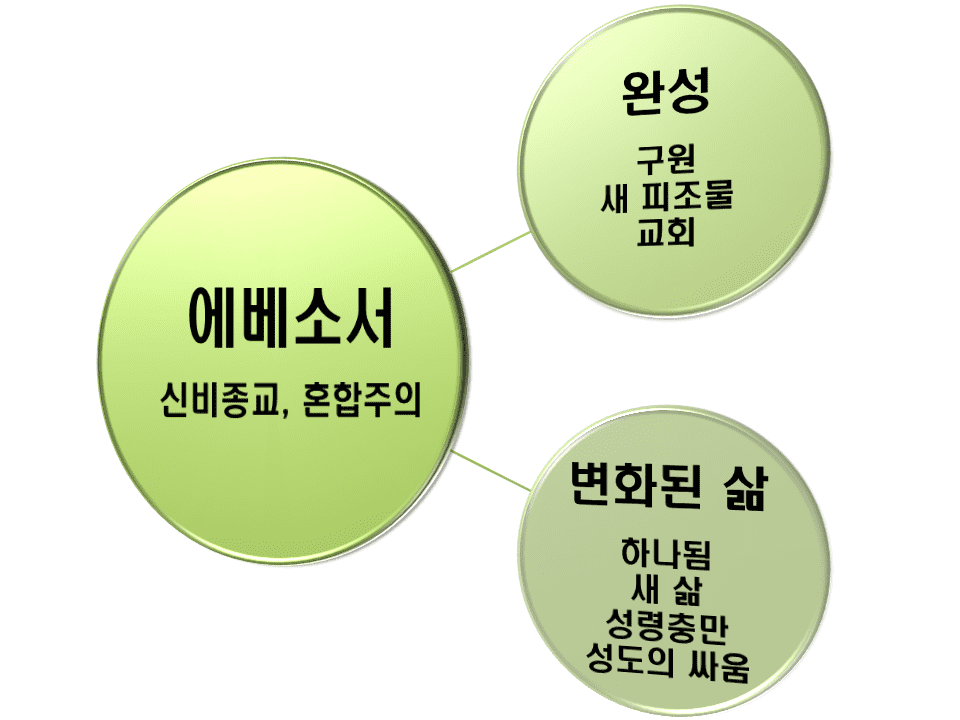 에베소서
신비종교, 혼합주의
완성
구원
새 피조물
교회
변화된 삶
하나됨
새 삶
성령충만
성도의 싸움